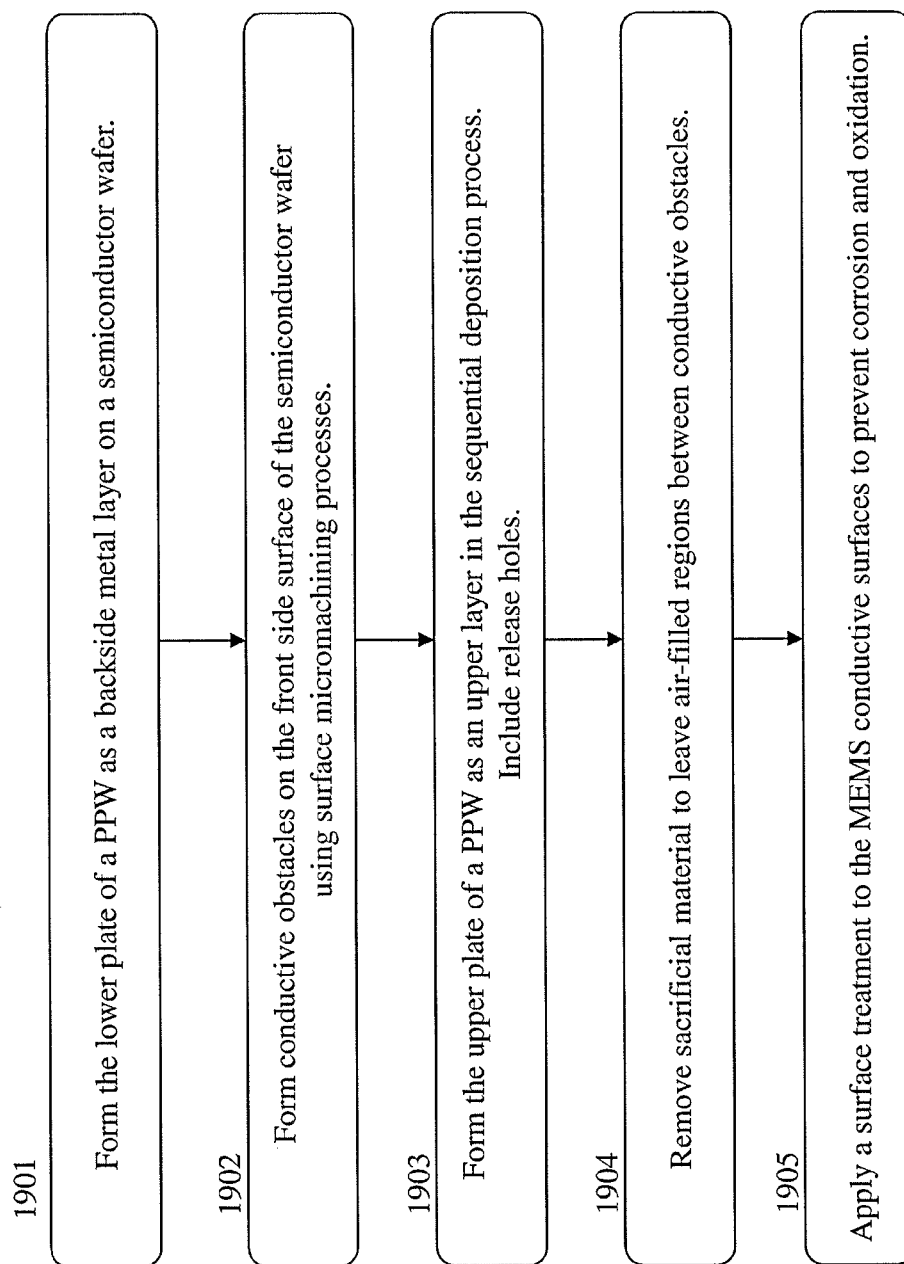 1901
Form the lower plate of a PPW as a backside metal layer on a semiconductor wafer.
1902
Form conductive obstacles on the front side surface of the semiconductor wafer
using surface micromachining processes.
1903
Form the upper plate of a PPW as an upper layer in the sequential deposition process.
Include release holes.
1904
Remove sacrificial material to leave air-filled regions between conductive obstacles.
1905
Apply a surface treatment to the MEMS conductive surfaces to prevent corrosion and oxidation.